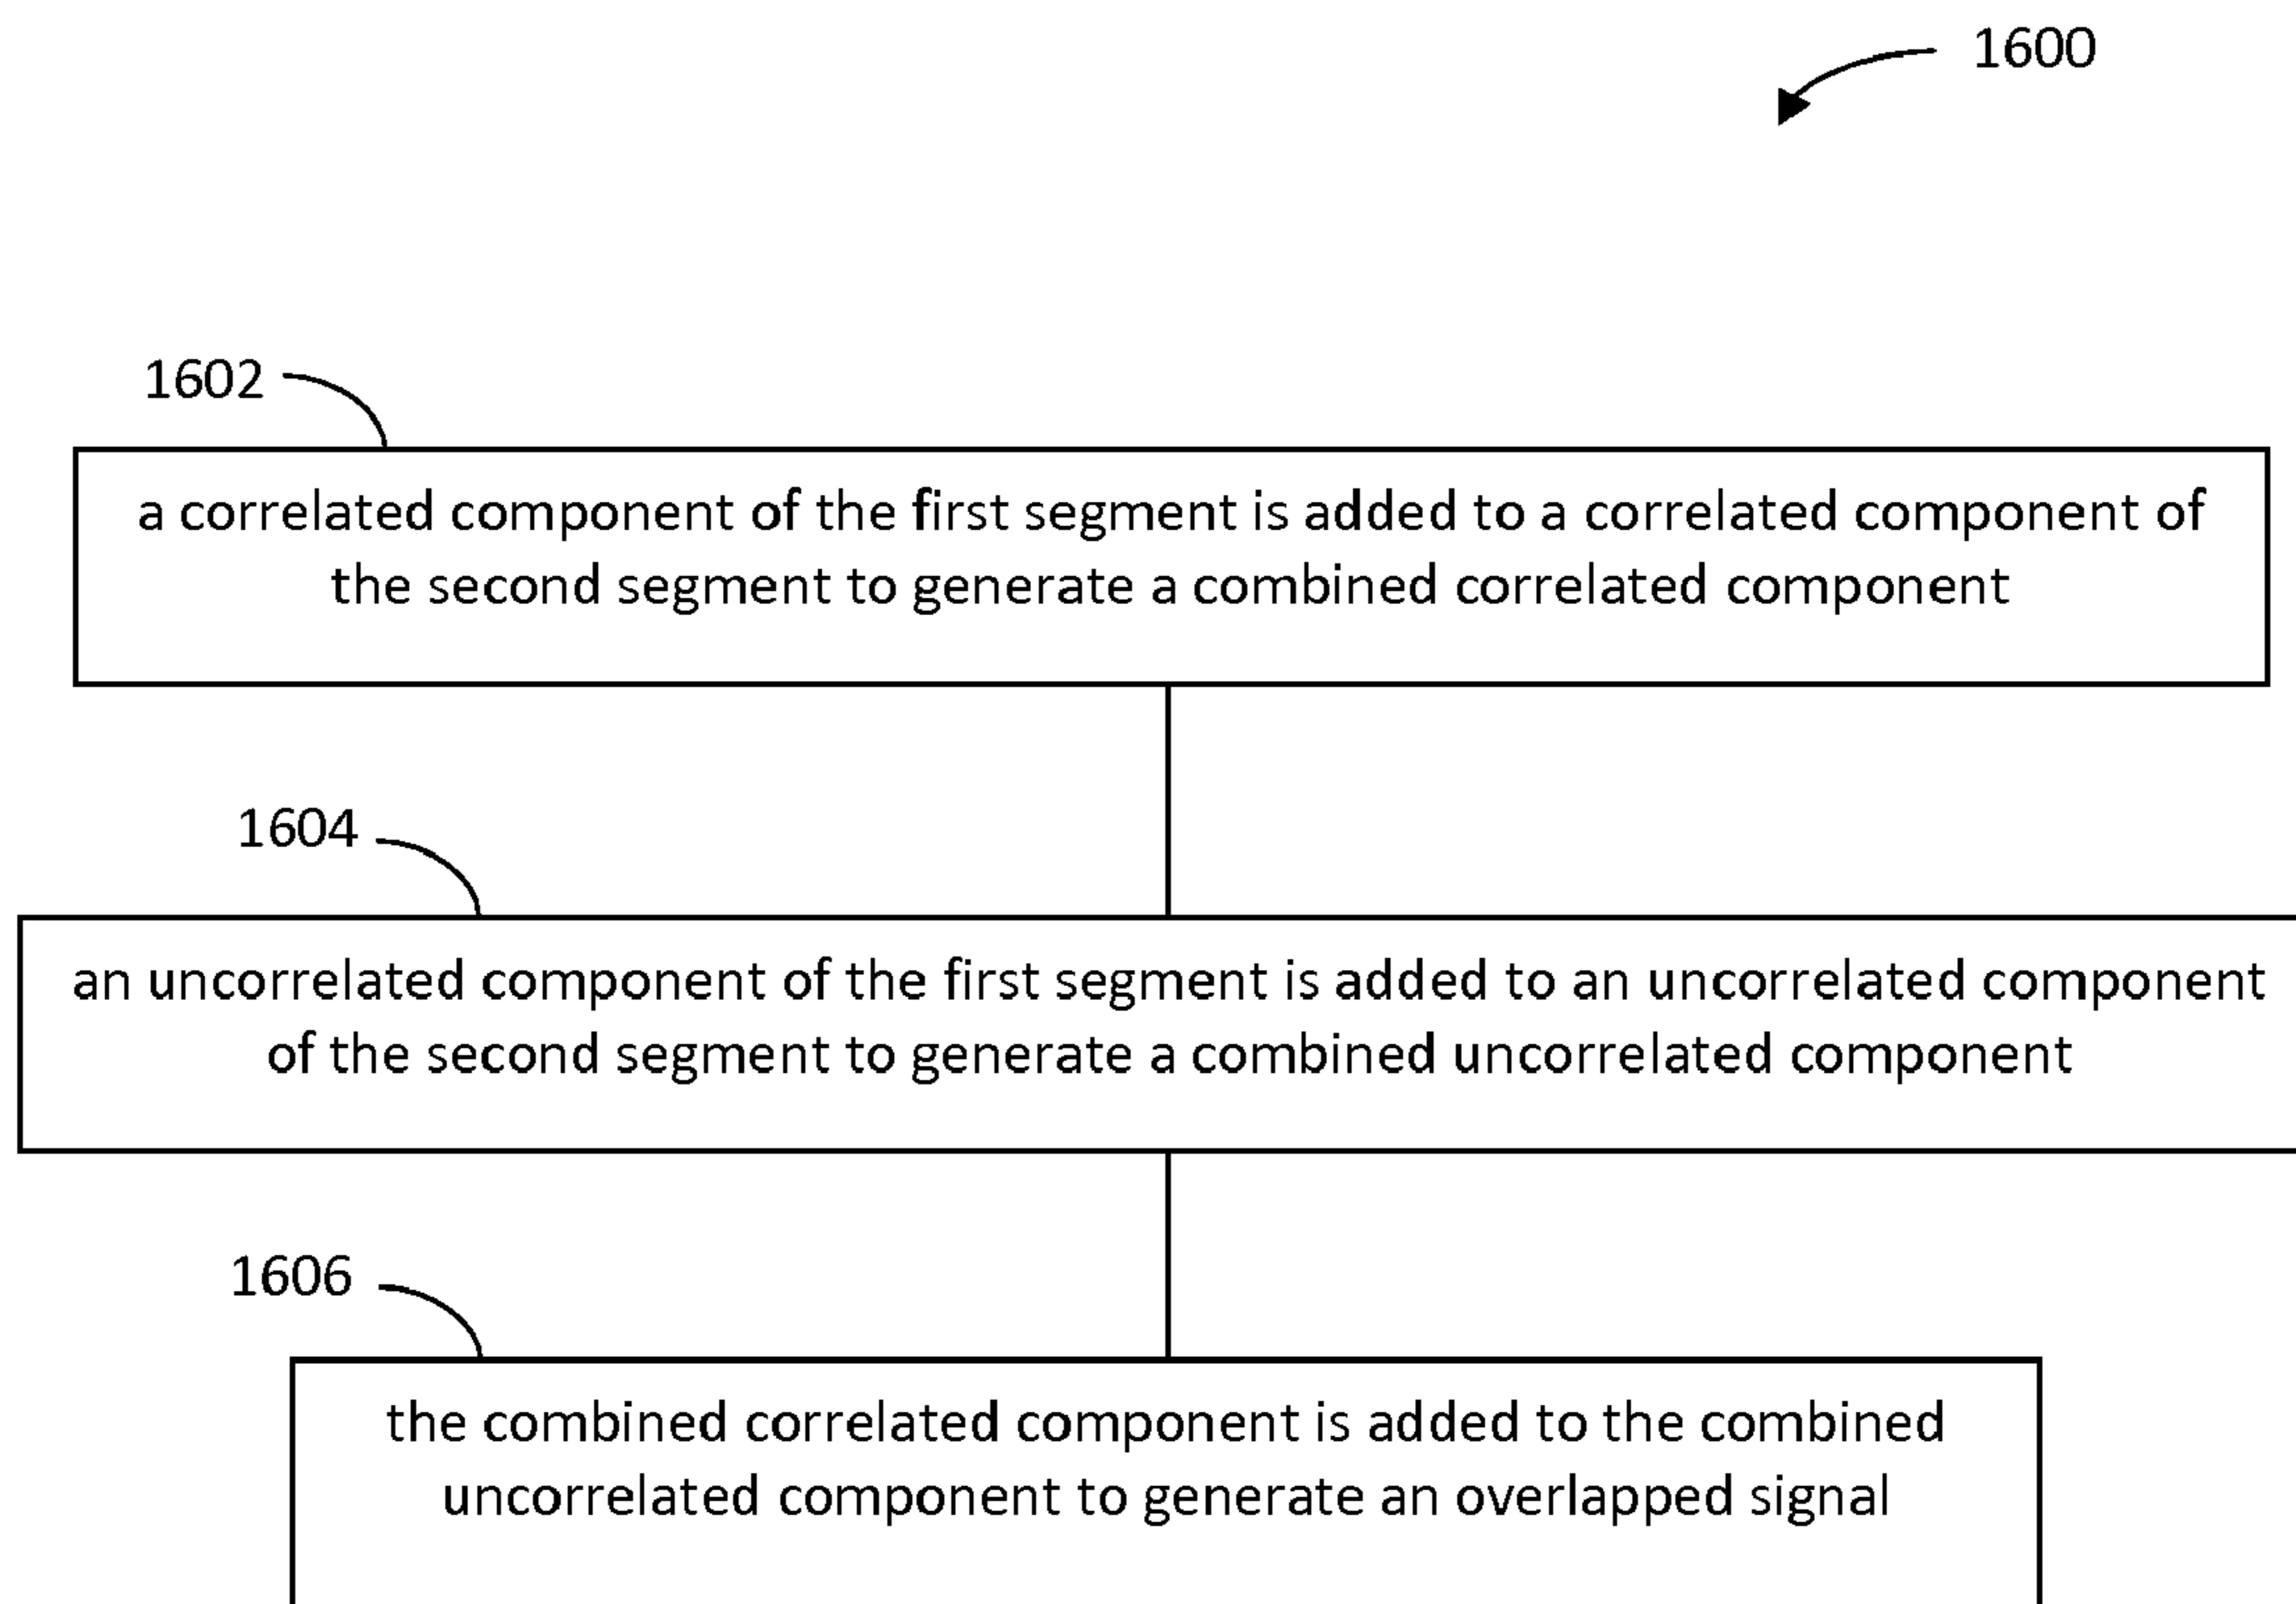 1600
1602
a correlated component of the first segment is added to a correlated component of
the second segment to generate a combined correlated component
1604
an uncorrelated component of the first segment is added to an uncorrelated component
of the second segment to generate a combined uncorrelated component
1606
the combined correlated component is added to the combined
uncorrelated component to generate an overlapped signal